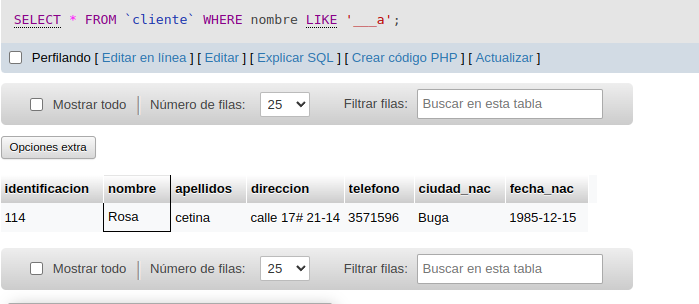 SELECT * FROM `cliente` WHERE nombre LIKE '___a';
Perfilando [ Editar en línea ] [ Editar ] [ Explicar SQL ] [ Crear código PHP ] [ Actualizar ]
Mostrar todo Número de filas: 25 Filtrar filas: Buscar en esta tabla
Opciones extra
identificacion nombre apellidos direccion telefono ciudad_nac fecha_nac
114 Rosa cetina calle 17# 21-14 3571596 Buga 1985-12-15
Mostrar todo Número de filas: 25 Filtrar filas: Buscar en esta tabla